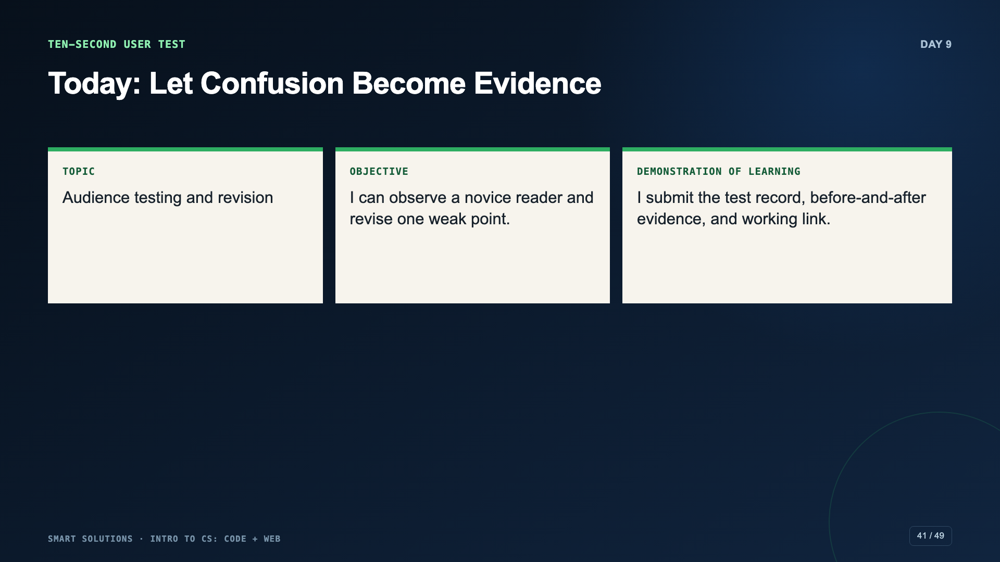 TEN–SECOND USER TEST
DAY 9
Today: Let Confusion Become Evidence
TOPIC
Audience testing and revision
OBJECTIVE
I can observe a novice reader and
revise one weak point.
DEMONSTRATION OF LEARNING
I submit the test record, before-and-after
evidence, and working link.
SMART SOLUTIONS · INTRO TO CS: CODE + WEB
41 / 49